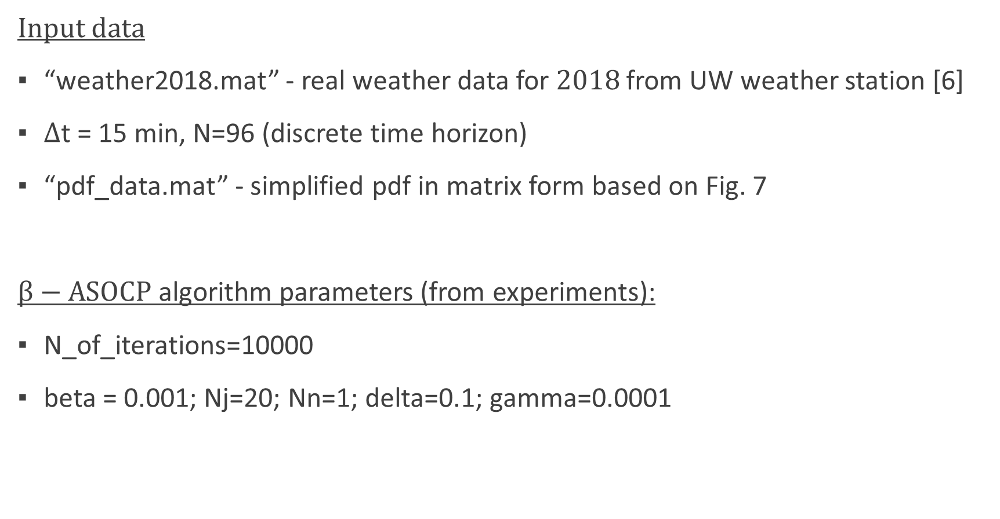 Input data
▪ “weather2018.mat” - real weather data for 2018 from UW weather station [6]
▪ Δt = 15 min, N=96 (discrete time horizon)
▪ “pdf_data.mat” - simplified pdf in matrix form based on Fig. 7
β − ASOCP algorithm parameters (from experiments):
▪ N_of_iterations=10000
▪ beta = 0.001; Nj=20; Nn=1; delta=0.1; gamma=0.0001